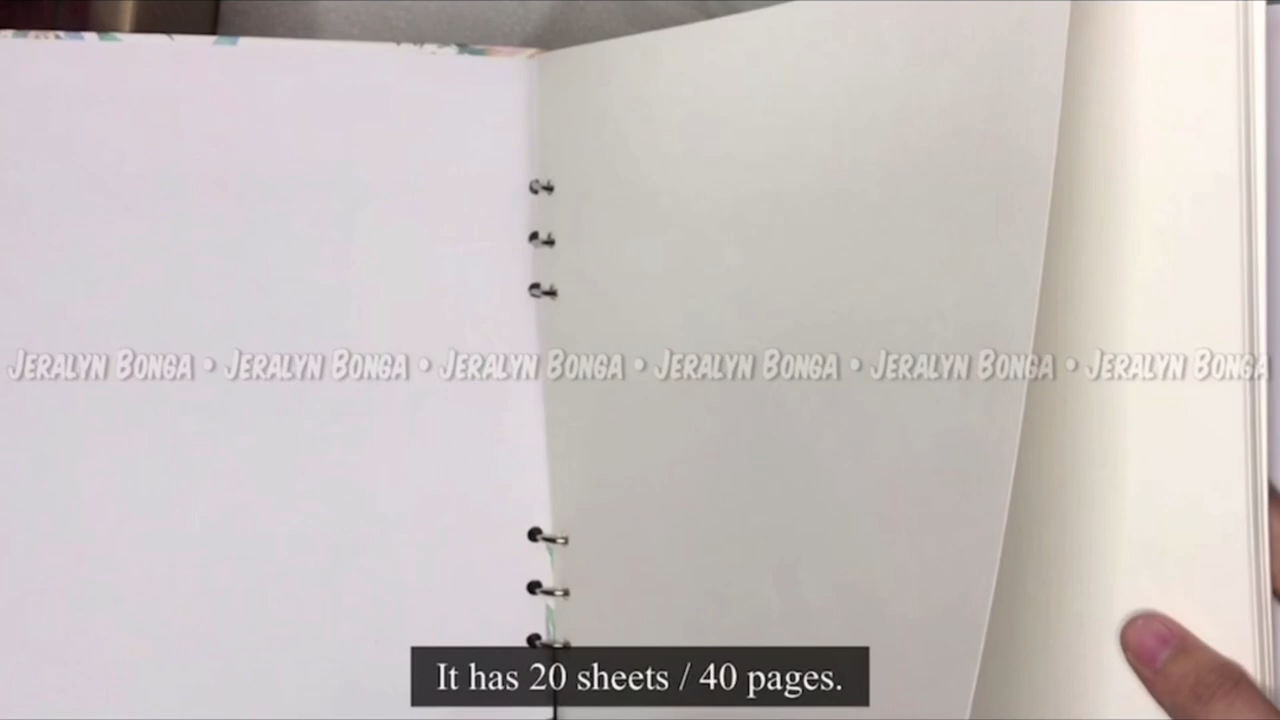 JERALYN BONGA • JERALYN BONGA • JERALYN BONGA • JERALYN BONGA • JERALYN BONGA • JERALYN BONGA
It has 20 sheets / 40 pages.